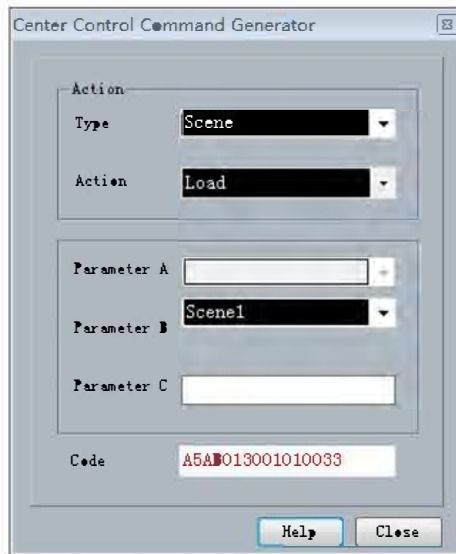 Center Control Command Generator
Action
Type
Scene
Action
Load
Parameter A
Scene1
Parameter B
Parameter C
Code
A5AB013001010033
Help
Close